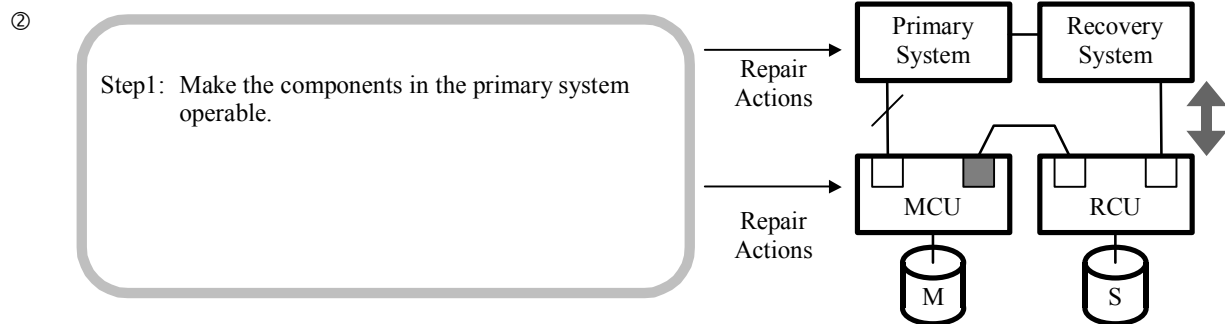 ②
Step1: Make the components in the primary system
operable.
Repair
Actions
Repair
Actions
Primary
System
Recovery
System
MCU
RCU
M
S